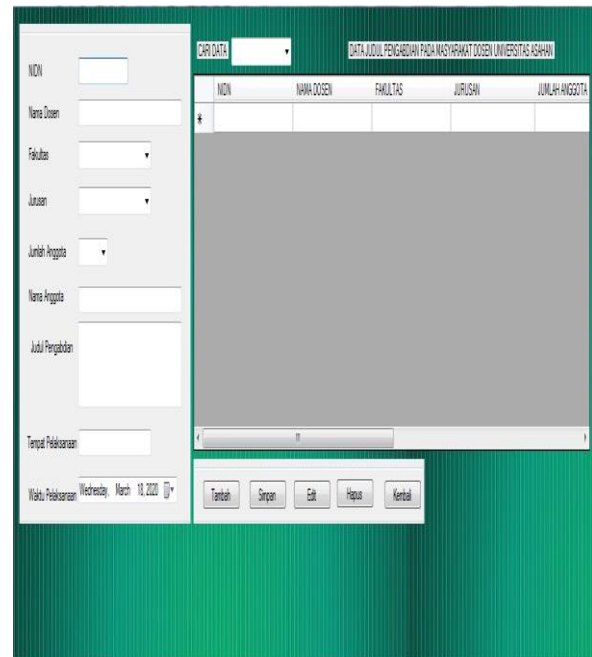 CARI DATA
DATA JUDUL PENGABDIAN PADA MASYARAKAT DOSEN UNIVERSITAS ASAHAN
NIDN
Nama Dosen
Fakultas
Jurusan
Jumlah Anggota
Nama Anggota
Judul Pengabdian
Tempat Pelaksanaan
Waktu Pelaksanaan Wednesday, March 18, 2020
NIDN NAMA DOSEN FAKULTAS JURUSAN JUMLAH ANGGOTA
Tambah Simpan Edit Hapus Kembali